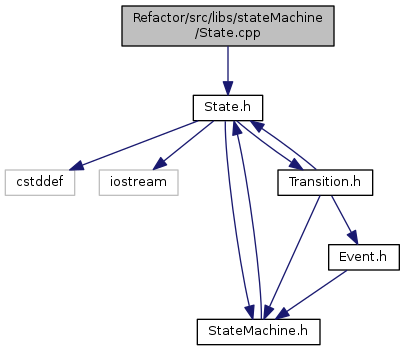 Refactor/src/libs/stateMachine
/State.cpp
State.h
cstddef
iostream
Transition.h
Event.h
StateMachine.h